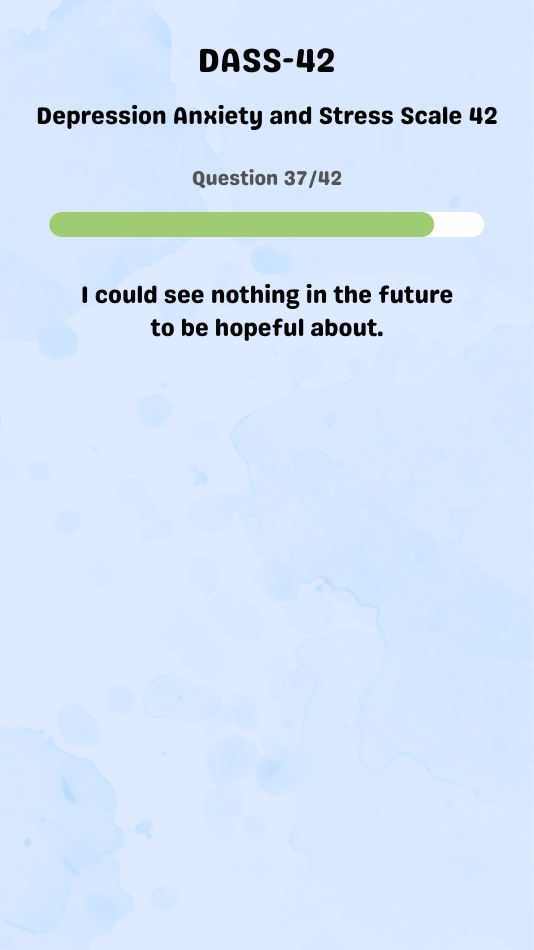 DASS-42
Depression Anxiety and Stress Scale 42
Question 37/42
I could see nothing in the future
to be hopeful about.